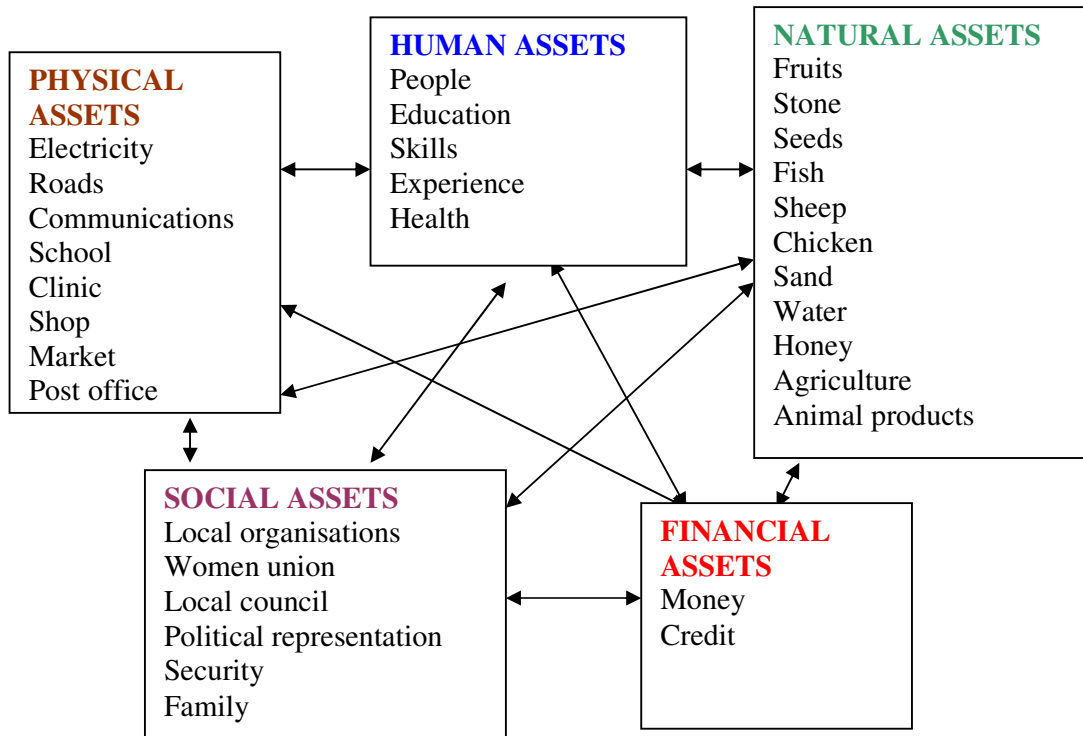 PHYSICAL
ASSETS
Electricity
Roads
Communications
School
Clinic
Shop
Market
Post office
HUMAN ASSETS
People
Education
Skills
Experience
Health
NATURAL ASSETS
Fruits
Stone
Seeds
Fish
Sheep
Chicken
Sand
Water
Honey
Agriculture
Animal products
SOCIAL ASSETS
Local organisations
Women union
Local council
Political representation
Security
Family
FINANCIAL
ASSETS
Money
Credit